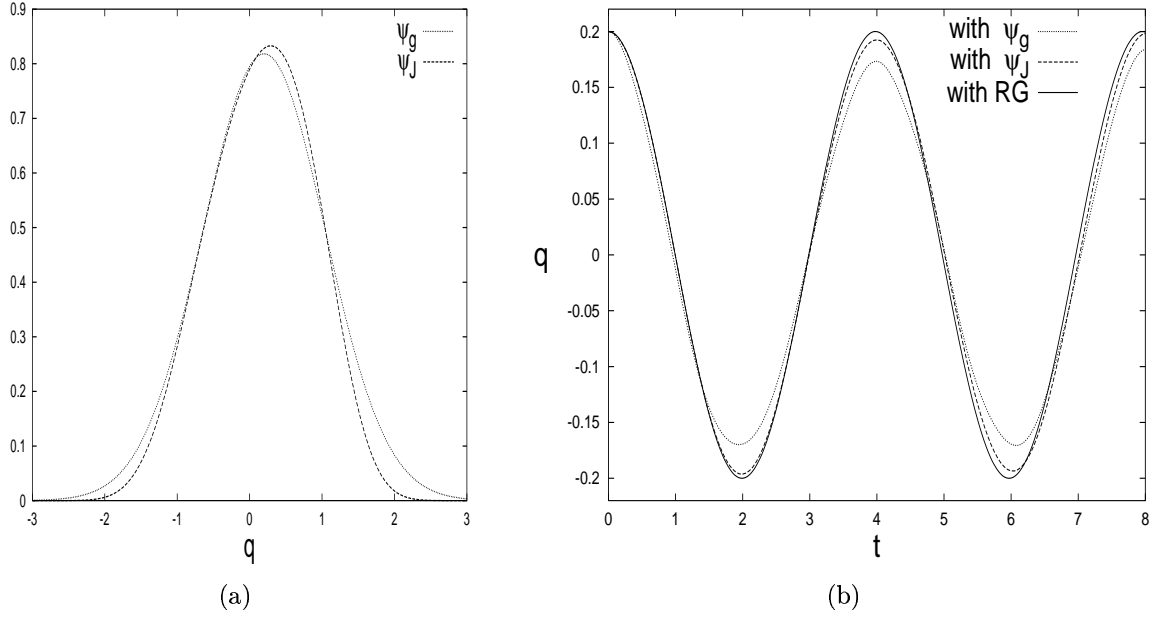 0.9
0.8
0.7
0.6
0.5
0.4
0.3
0.2
0.1
0
-3 -2 -1 0 1 2 3
q
ψg
ψJ
(a)
0.2
0.15
0.1
0.05
0
-0.05
-0.1
-0.15
-0.2
q
0 1 2 3 4 5 6 7 8
t
with ψg
with ψJ
with RG
(b)